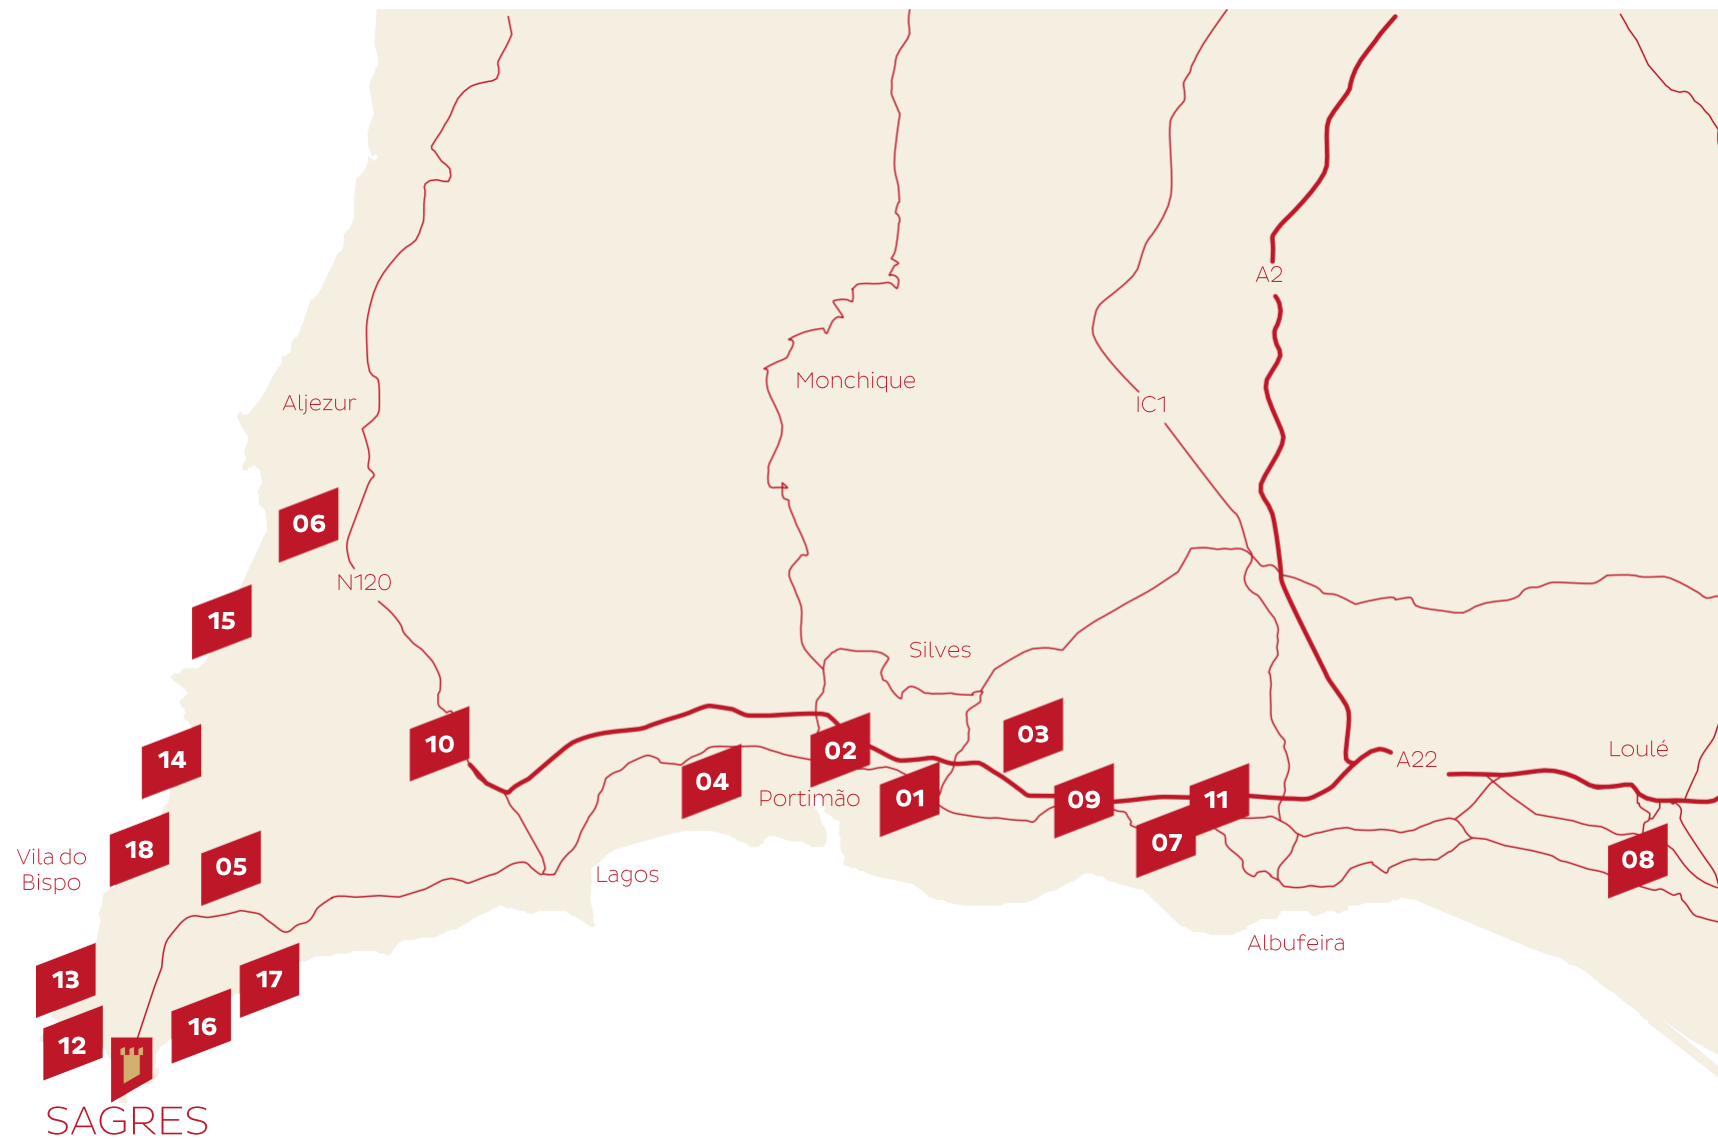 A2
Monchique
Aljezur
IC1
06
N120
15
Silves
03
10
02
14
Loulé
A22
04
Portimão
01
09
11
07
18
Vila do
Bispo
05
08
Lagos
Albufeira
13
17
16
12
SAGRES